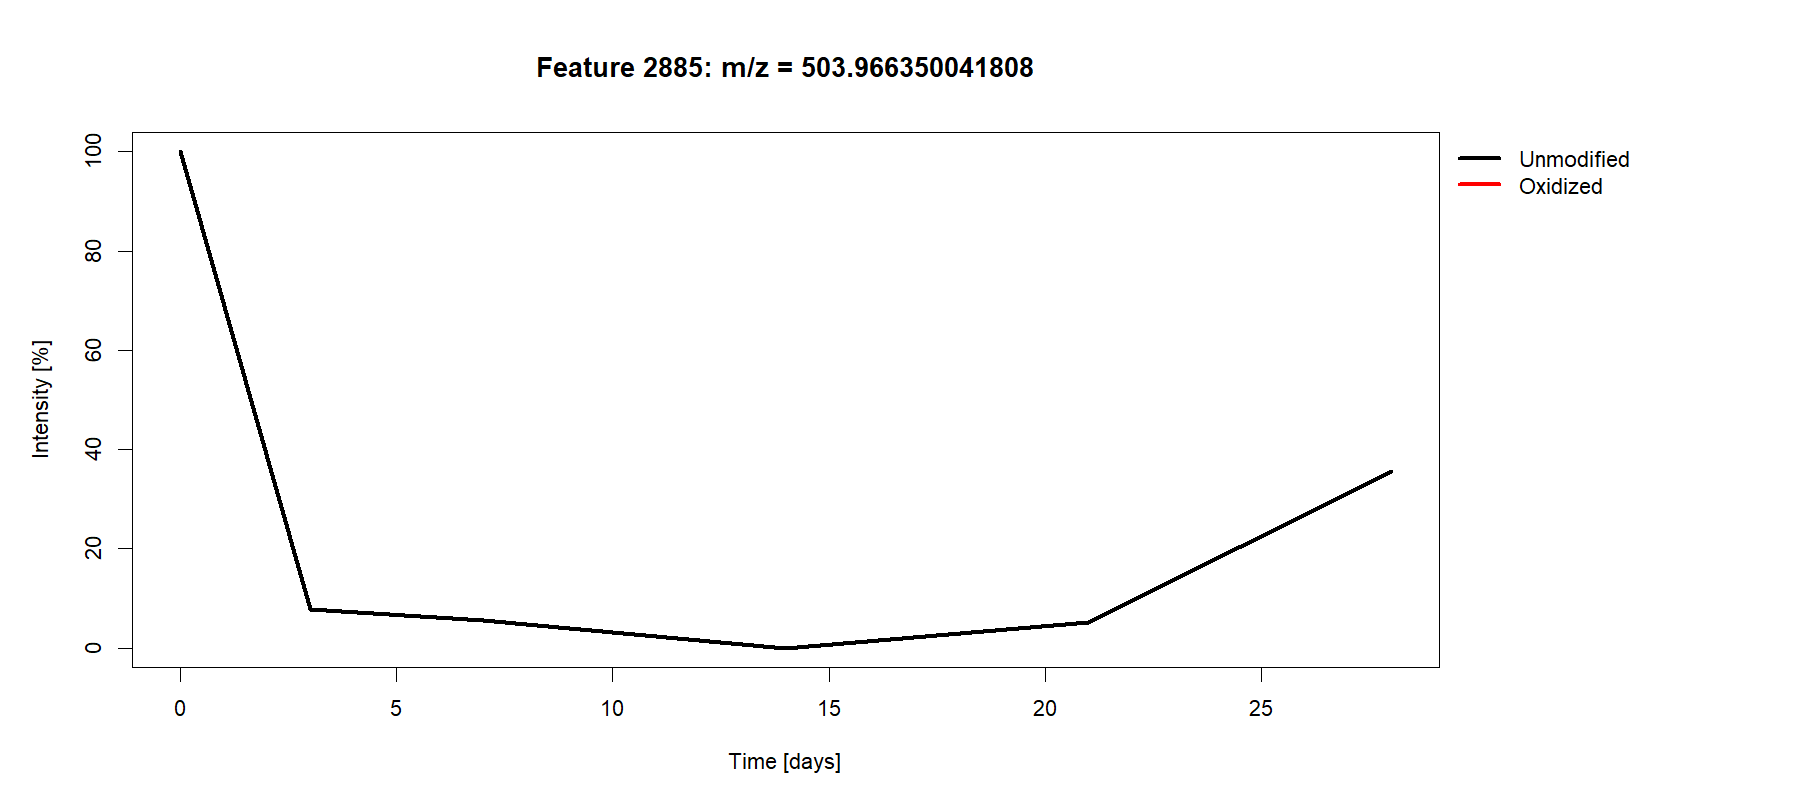 Feature 2885: m/z = 503.966350041808
Unmodified
Oxidized
Intensity [%]
100
80
60
40
20
0
0 5 10 15 20 25
Time [days]